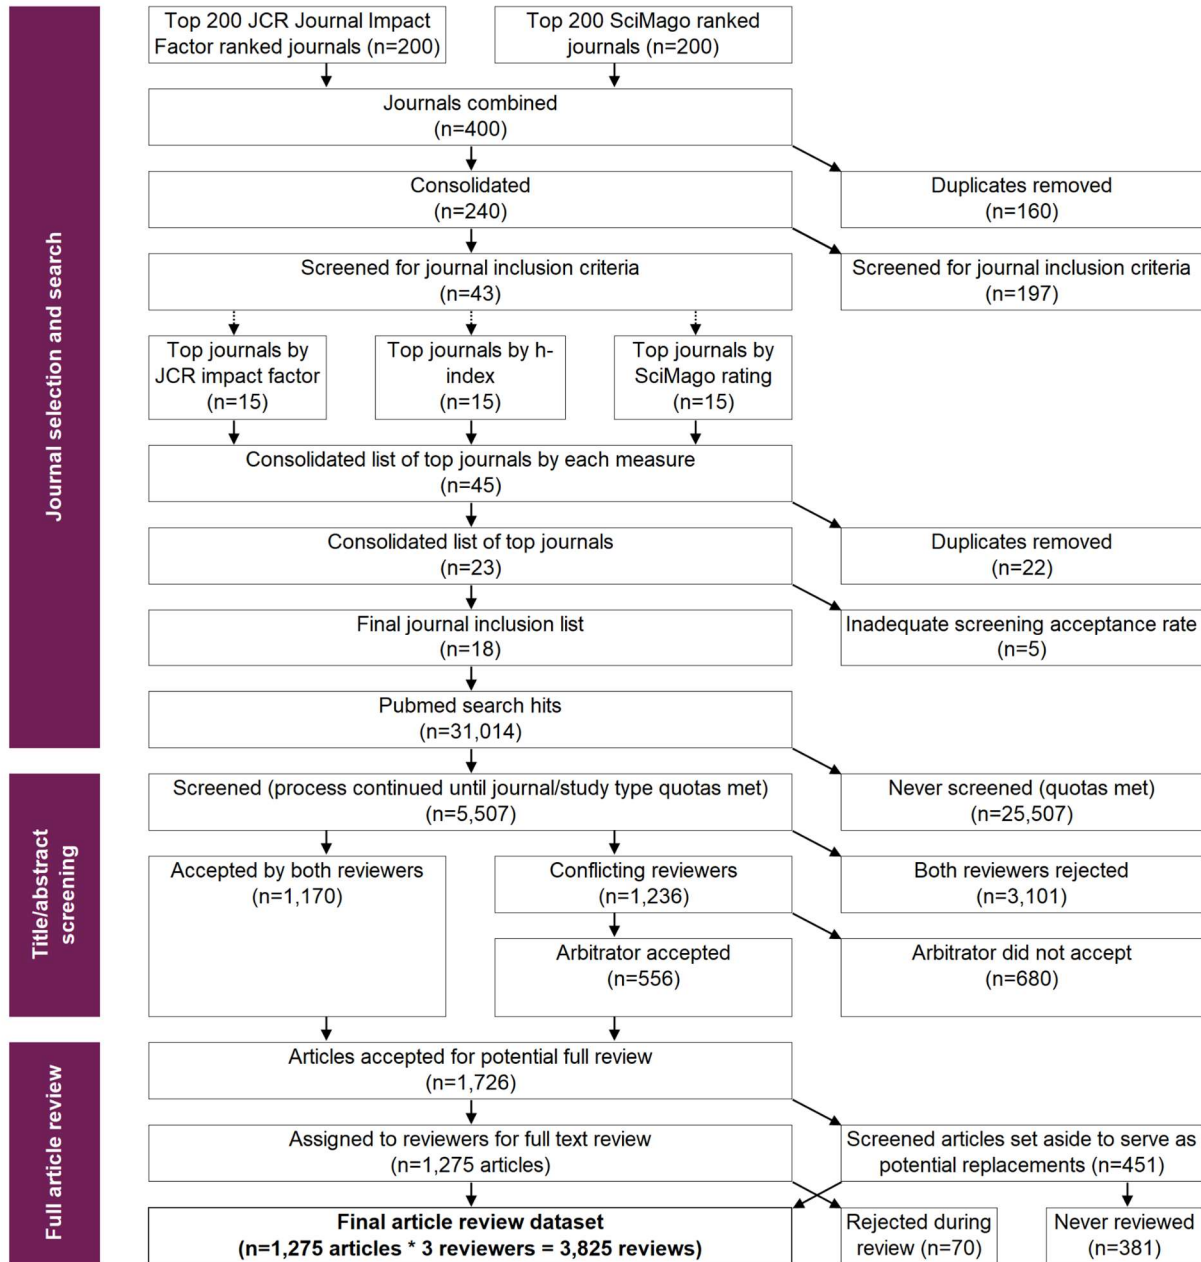 Journal selection and search
Top 200 JCR Journal Impact
Factor ranked journals (n=200)
Top 200 SciMago ranked
journals (n=200)
Journals combined
(n=400)
Consolidated
(n=240)
Duplicates removed
(n=160)
Screened for journal inclusion criteria
(n=43)
Screened for journal inclusion criteria
(n=197)
Top journals by
JCR impact factor
(n=15)
Top journals by h-
index
(n=15)
Top journals by
SciMago rating
(n=15)
Consolidated list of top journals by each measure
(n=45)
Consolidated list of top journals
(n=23)
Duplicates removed
(n=22)
Final journal inclusion list
(n=18)
Inadequate screening acceptance rate
(n=5)
Pubmed search hits
(n=31,014)
Title/abstract
screening
Screened (process continued until journal/study type quotas met)
(n=5,507)
Never screened (quotas met)
(n=25,507)
Accepted by both reviewers
(n=1,170)
Conflicting reviewers
(n=1,236)
Both reviewers rejected
(n=3,101)
Arbitrator accepted
(n=556)
Arbitrator did not accept
(n=680)
Full article review
Articles accepted for potential full review
(n=1,726)
Assigned to reviewers for full text review
(n=1,275 articles)
Screened articles set aside to serve as
potential replacements (n=451)
Final article review dataset
(n=1,275 articles * 3 reviewers = 3,825 reviews)
Rejected during
review (n=70)
Never reviewed
(n=381)